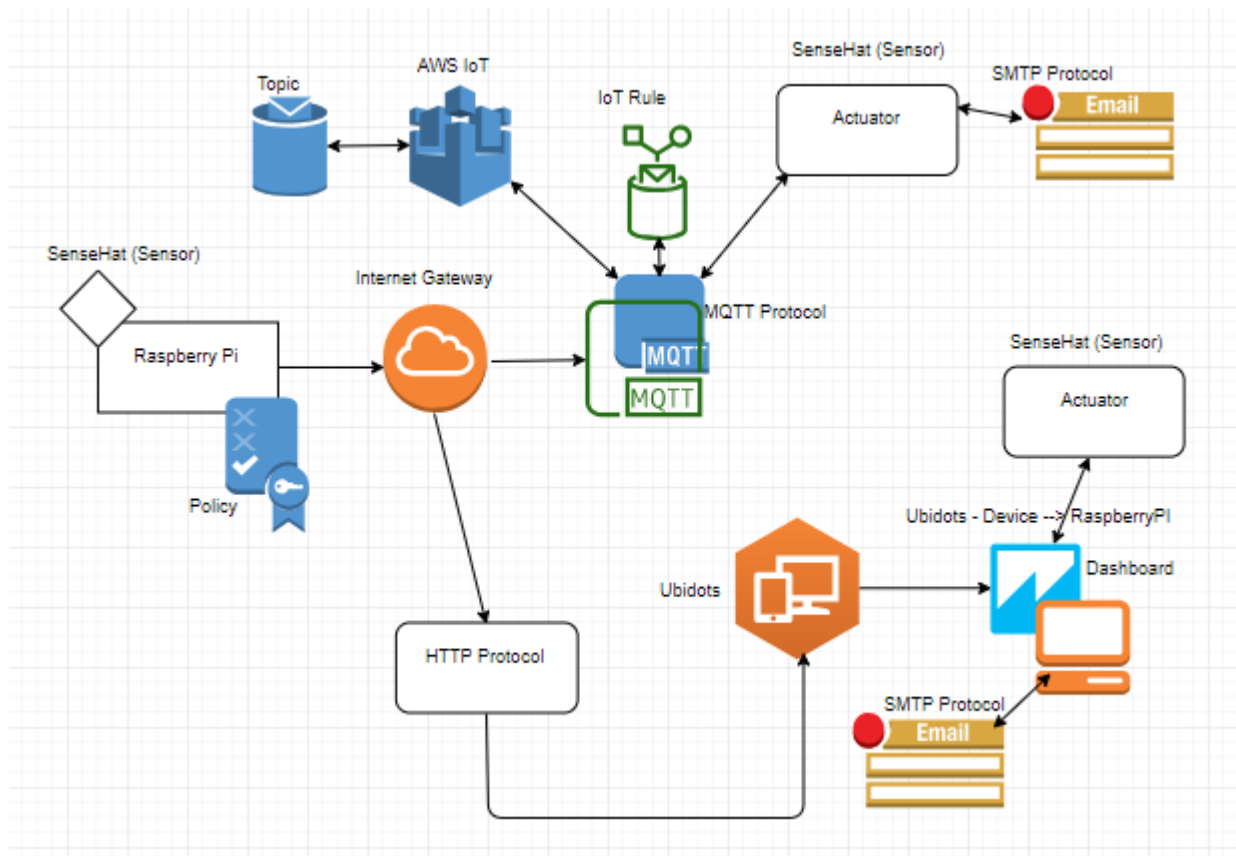 SenseHat (Sensor)
AWS IoT
SMTP Protocol
Topic
IoT Rule
Email
Actuator
SenseHat (Sensor)
Internet Gateway
MQTT Protocol
SenseHat (Sensor)
Raspberry Pi
MQTT
MQTT
Actuator
Policy
Ubidots - Device --> RaspberryPI
Dashboard
Ubidots
HTTP Protocol
SMTP Protocol
Email